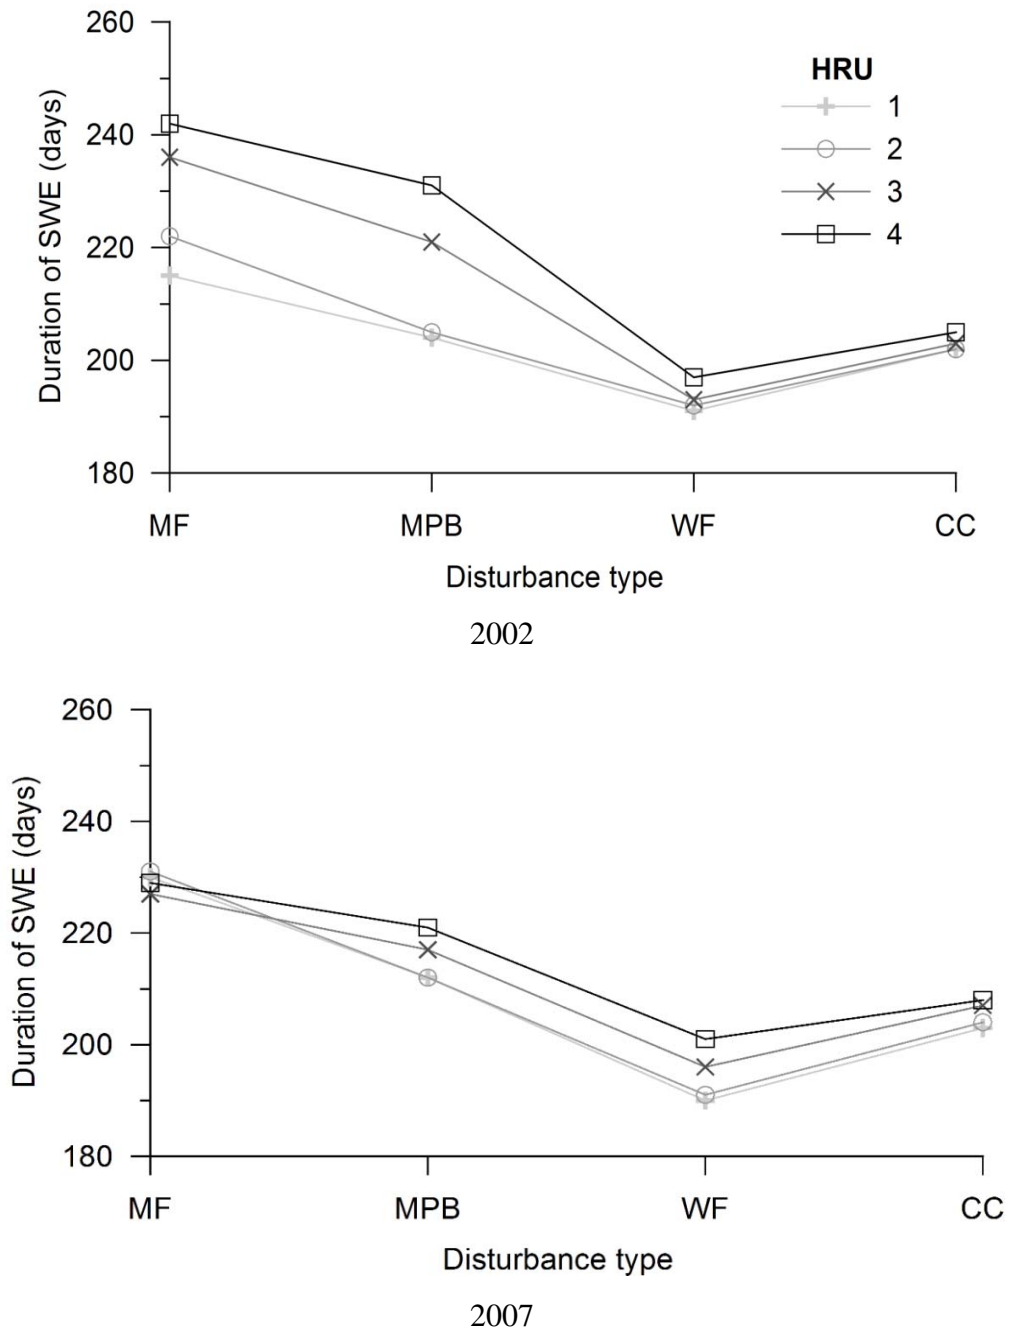 260
240
220
200
180
Duration of SWE (days)
HRU
1
2
3
4
MF MPB WF CC
Disturbance type
2002
260
240
220
200
180
Duration of SWE (days)
MF MPB WF CC
Disturbance type
2007